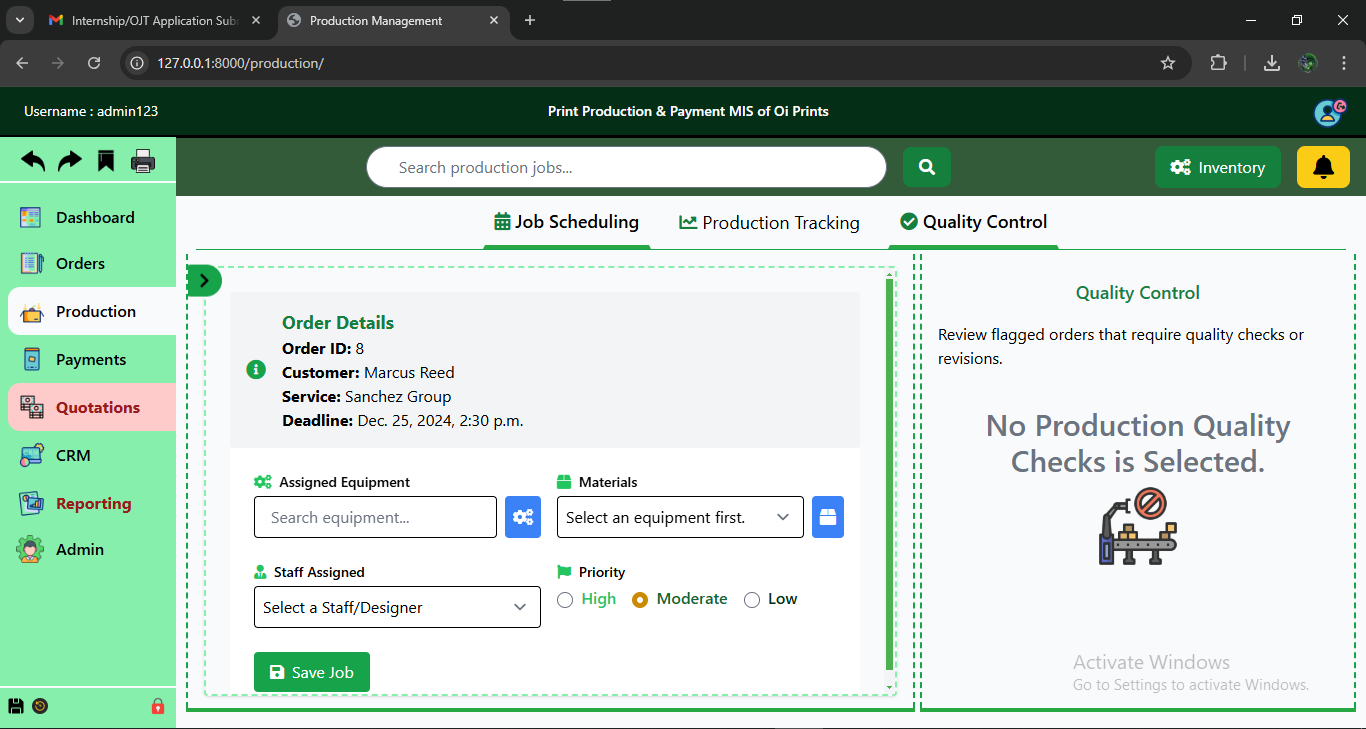 Internship/OJT Application Sub
Production Management
127.0.0.1:8000/production/
Username : admin123
Print Production & Payment MIS of Oi Prints
Search production jobs...
Inventory
Dashboard
Orders
Production
Payments
Quotations
CRM
Reporting
Admin
Job Scheduling
Production Tracking
Quality Control
Order Details
Order ID: 8
Customer: Marcus Reed
Service: Sanchez Group
Deadline: Dec. 25, 2024, 2:30 p.m.
Assigned Equipment
Materials
Search equipment...
Select an equipment first.
Staff Assigned
Priority
Select a Staff/Designer
High
Moderate
Low
Save Job
Quality Control
Review flagged orders that require quality checks or
revisions.
No Production Quality
Checks is Selected.
Activate Windows
Go to Settings to activate Windows.